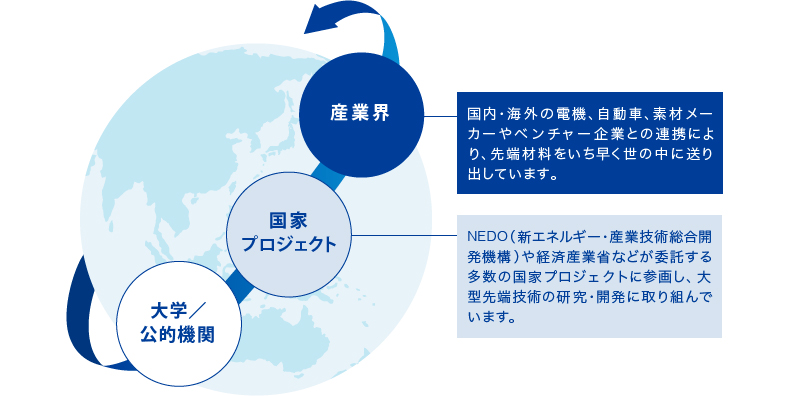 産業界
国内・海外の電機、自動車、素材メー
カーやベンチャー企業との連携によ
り、先端材料をいち早く世の中に送り
出しています。
国家
プロジェクト
NEDO（新エネルギー・産業技術総合開
発機構）や経済産業省などが委託する
多数の国家プロジェクトに参画し、大
型先端技術の研究・開発に取り組んで
います。
大学／
公的機関